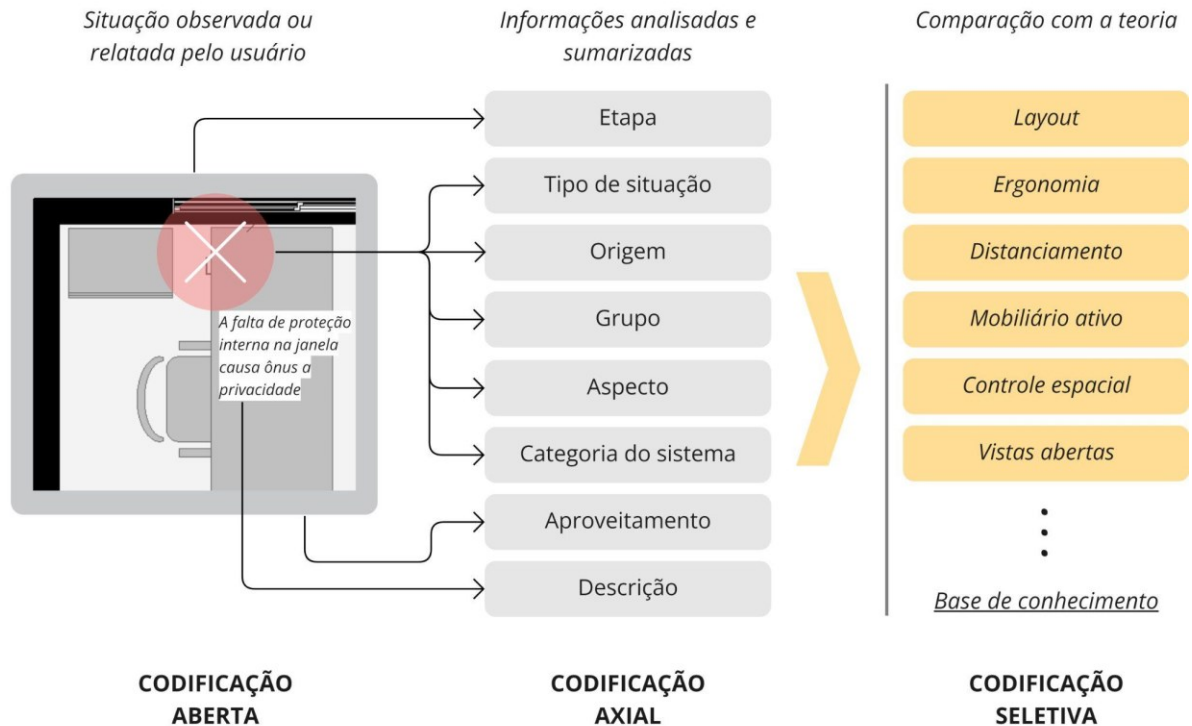 Situação observada ou
relatada pelo usuário
A falta de proteção
interna na janela
causa ônus a
privacidade
CODIFICAÇÃO
ABERTA
Informações analisadas e
sumarizadas
Etapa
Tipo de situação
Origem
Grupo
Aspecto
Categoria do sistema
Aproveitamento
Descrição
CODIFICAÇÃO
AXIAL
Comparação com a teoria
Layout
Ergonomia
Distanciamento
Mobiliário ativo
Controle espacial
Vistas abertas
Base de conhecimento
CODIFICAÇÃO
SELETIVA